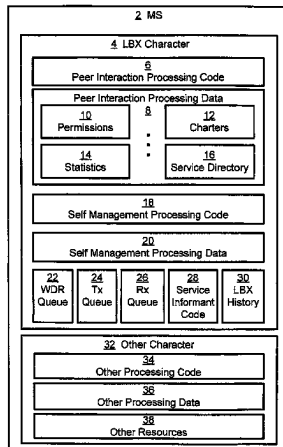 2 MS
4 LBX Character
6
Peer Interaction Processing Code
Peer Interaction Processing Data
8
10
Permissions
12
Charters
14
Statistics
16
Service Directory
18
Self Management Processing Code
20
Self Management Processing Data
22
WDR
Queue
24
Tx
Queue
26
Rx
Queue
28
Service
Informant
Code
30
LBX
History
32 Other Character
34
Other Processing Code
36
Other Processing Data
38
Other Resources